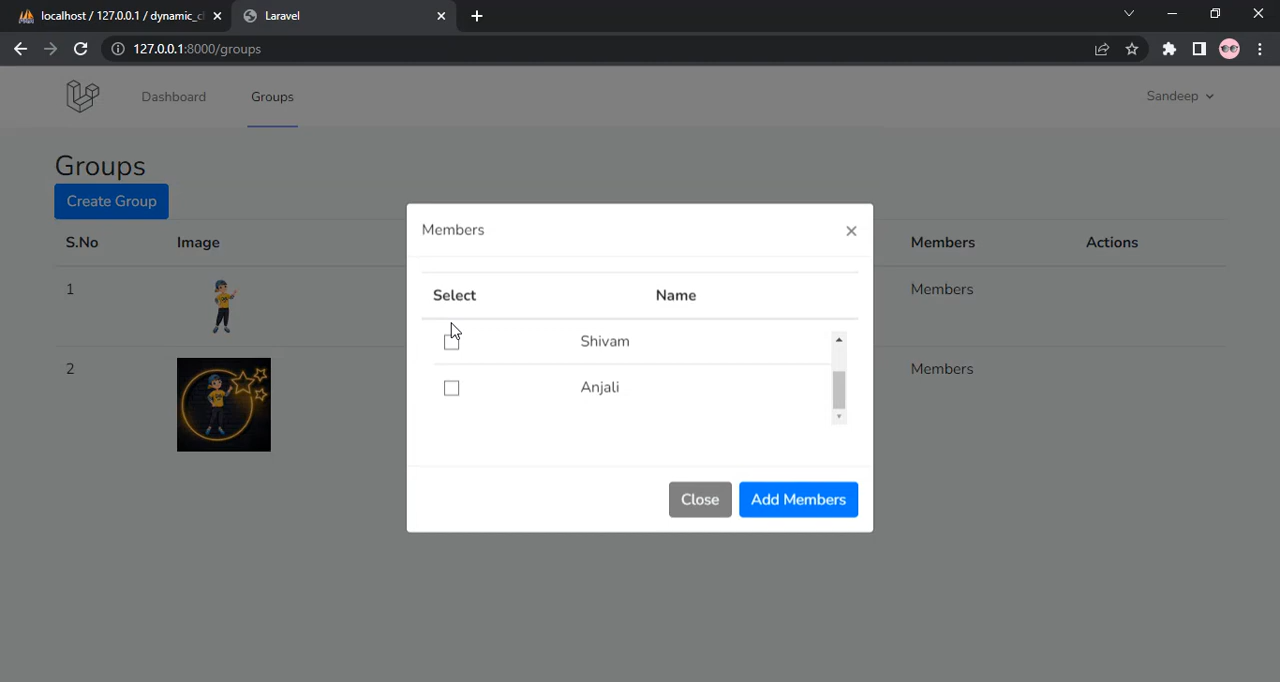 localhost / 127.0.0.1 / dynamic_c
Laravel
127.0.0.1:8000/groups
Dashboard Groups Sandeep
Groups
Create Group
S.No Image Members Actions
1 Members
2 Members
Members ×
Select Name
Shivam
Anjali
Close Add Members